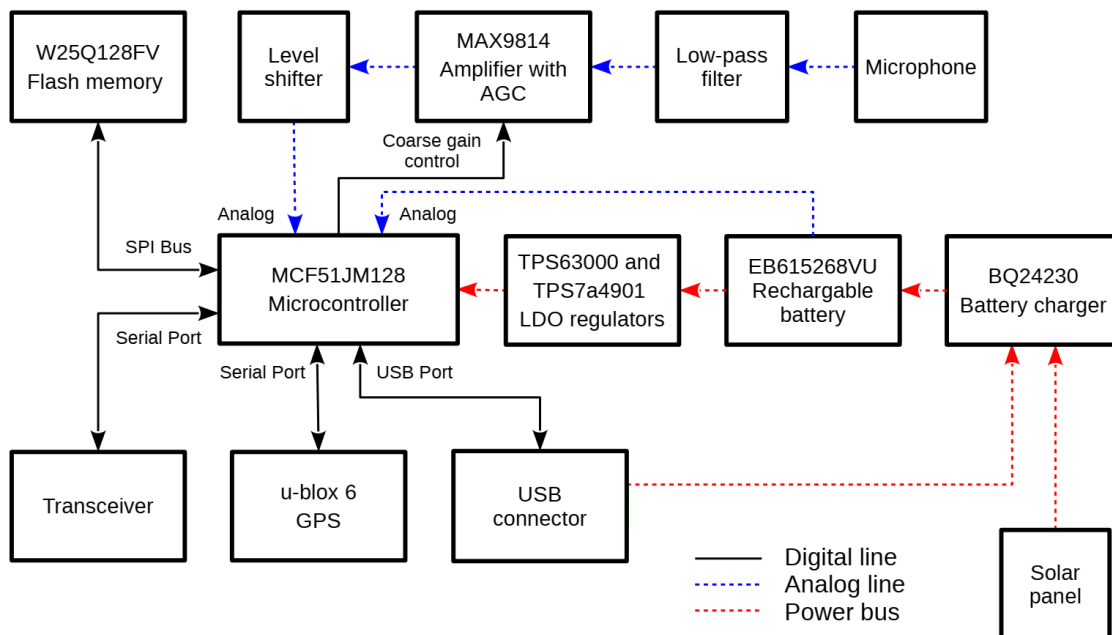 W25Q128FV
Flash memory
Level
shifter
MAX9814
Amplifier with
AGC
Low-pass
filter
Microphone
Coarse gain
control
Analog
Analog
SPI Bus
MCF51JM128
Microcontroller
TPS63000 and
TPS7a4901
LDO regulators
EB615268VU
Rechargable
battery
BQ24230
Battery charger
Serial Port
Serial Port
USB Port
Transceiver
u-blox 6
GPS
USB
connector
Solar
panel
Digital line
Analog line
Power bus